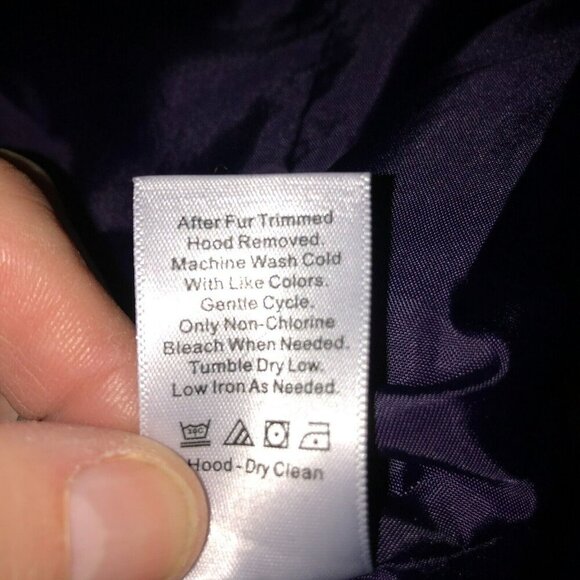 After Fur Trimmed
Hood Removed.
Machine Wash Cold
With Like Colors.
Gentle Cycle.
Only Non-Chlorine
Bleach When Needed.
Tumble Dry Low.
Low Iron As Needed.
30C
Hood - Dry Clean